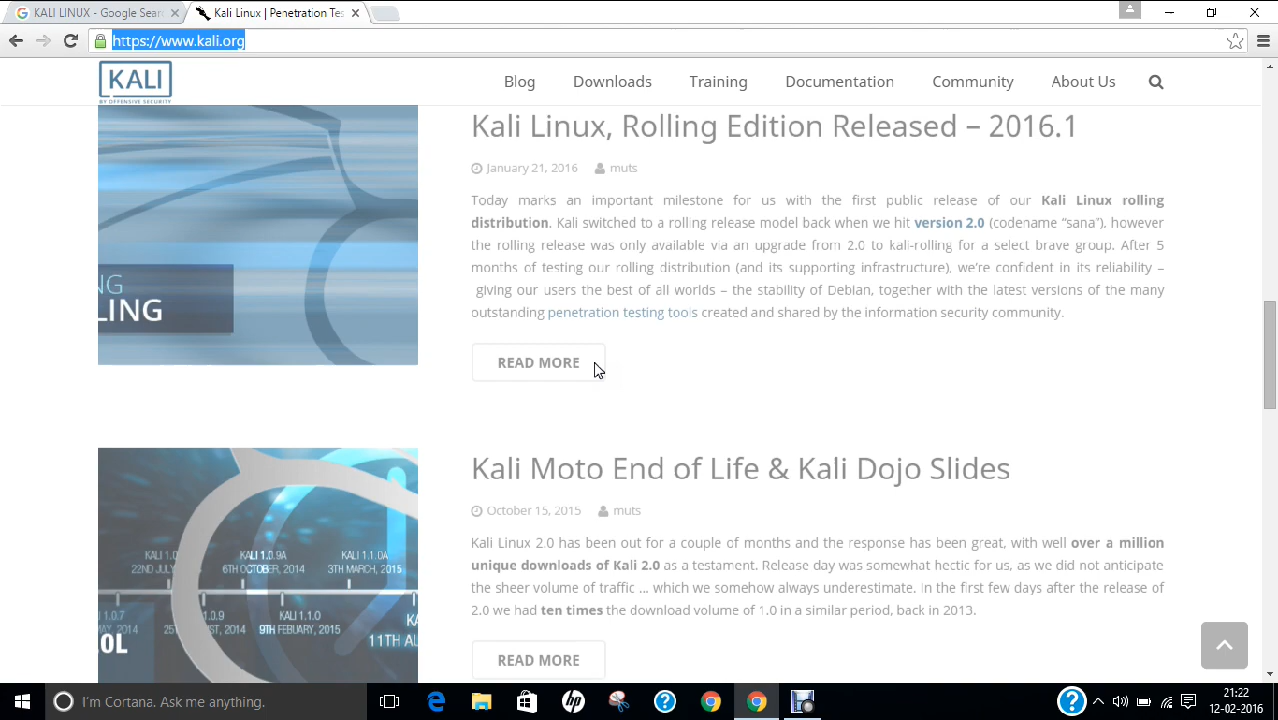 KALI LINUX - Google Sear
Kali Linux | Penetration Tes
https://www.kali.org
KALI
BY OFFENSIVE SECURITY
Blog
Downloads
Training
Documentation
Community
About Us
NG
LING
Kali Linux, Rolling Edition Released – 2016.1
January 21, 2016 muts
Today marks an important milestone for us with the first public release of our Kali Linux rolling
distribution. Kali switched to a rolling release model back when we hit version 2.0 (codename “sana”), however
the rolling release was only available via an upgrade from 2.0 to kali-rolling for a select brave group. After 5
months of testing our rolling distribution (and its supporting infrastructure), we’re confident in its reliability –
giving our users the best of all worlds – the stability of Debian, together with the latest versions of the many
outstanding penetration testing tools created and shared by the information security community.
READ MORE
KALI 1.0
KALI 1.0.9A
KALI 1.1.0A
22ND JULY
6TH OCTOBER, 2014
3TH MARCH, 2015
1.0.7
1.0.9
KALI 1.1.0
KA
MAY, 2014
9TH FEBUARY, 2015
11TH AU
OL
Kali Moto End of Life & Kali Dojo Slides
October 15, 2015 muts
Kali Linux 2.0 has been out for a couple of months and the response has been great, with well over a million
unique downloads of Kali 2.0 as a testament. Release day was somewhat hectic for us, as we did not anticipate
the sheer volume of traffic ... which we somehow always underestimate. In the first few days after the release of
2.0 we had ten times the download volume of 1.0 in a similar period, back in 2013.
READ MORE
I'm Cortana. Ask me anything.
21:22
12-02-2016